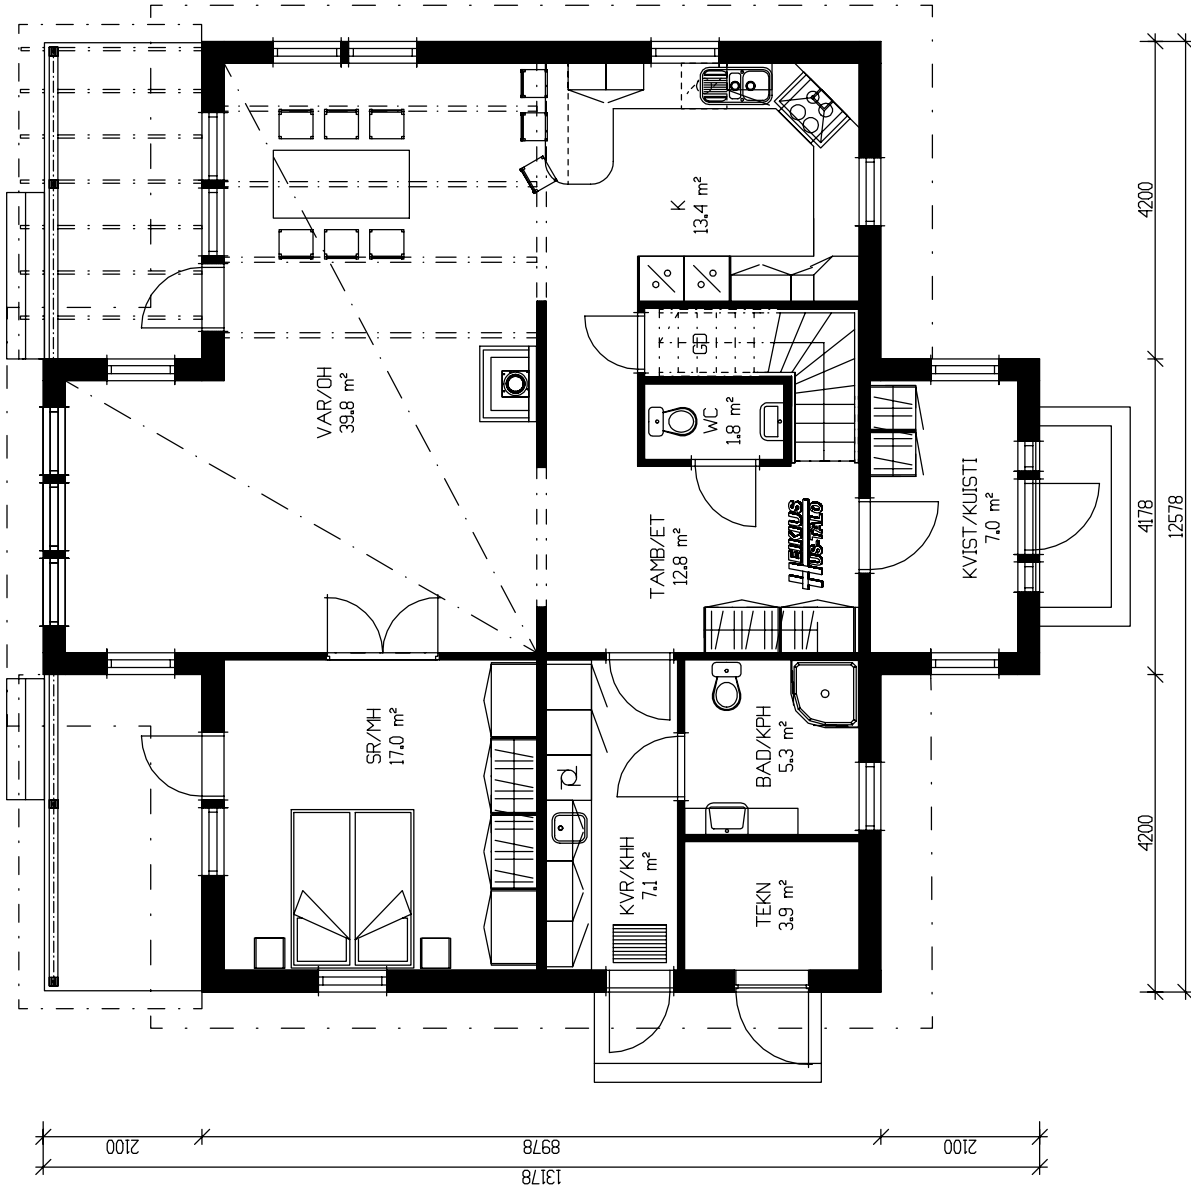 K
13.4 m²
VAR/OH
39.8 m²
GD
WC
1.8 m²
TAMB/ET
12.8 m²
HEIKIUS
HUS-TALO
KVIST/KUISTI
7.0 m²
SR/MH
17.0 m²
BAD/KPH
5.3 m²
KVR/KHH
7.1 m²
TEKN
3.9 m²
4200
4178
12578
4200
2100
8978
2100
13178